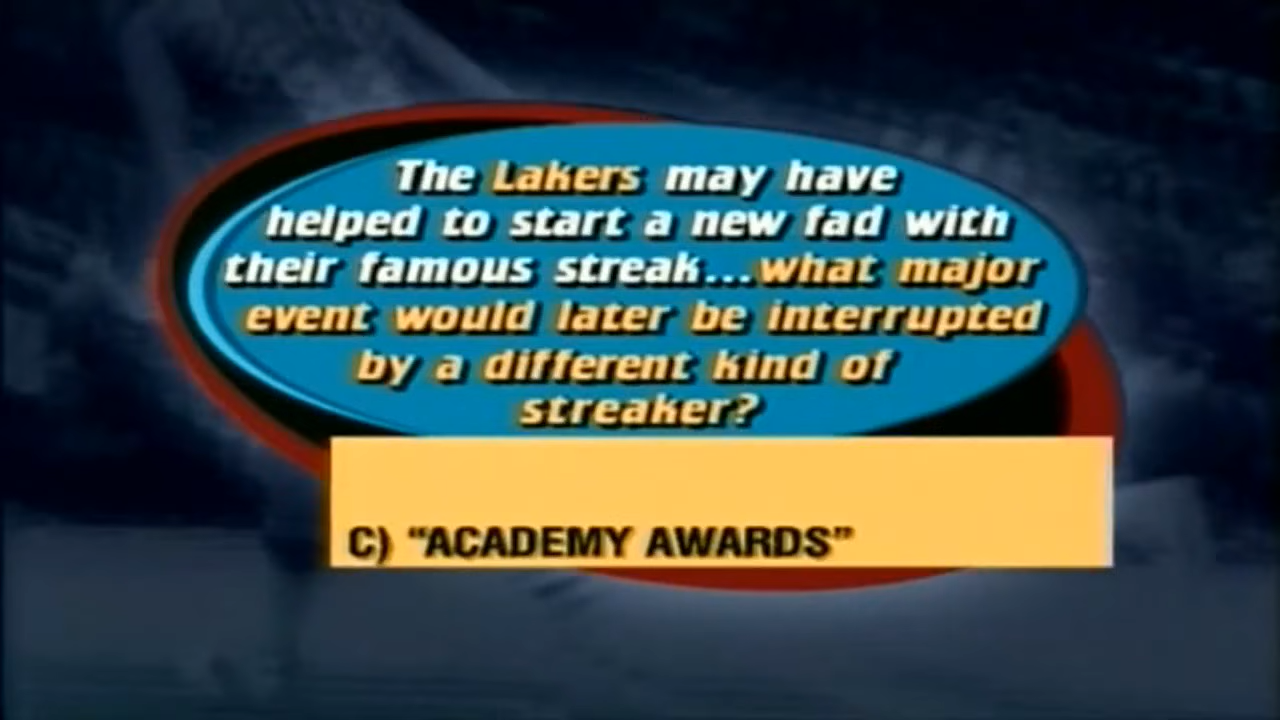 The Lakers may have
helped to start a new fad with
their famous streak...what major
event would later be interrupted
by a different kind of
streaker?
C) “ACADEMY AWARDS”